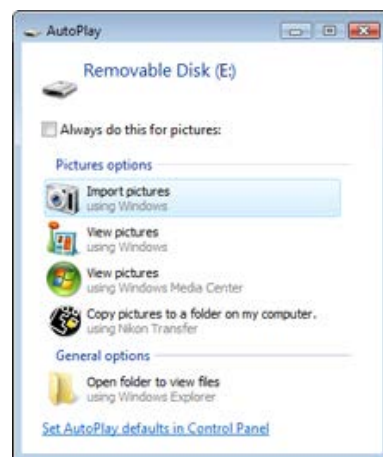 AutoPlay
Removable Disk (E:)
Always do this for pictures:
Pictures options
Import pictures
using Windows
View pictures
using Windows
View pictures
using Windows Media Center
Copy pictures to a folder on my computer.
using Nikon Transfer
General options
Open folder to view files
using Windows Explorer
Set AutoPlay defaults in Control Panel